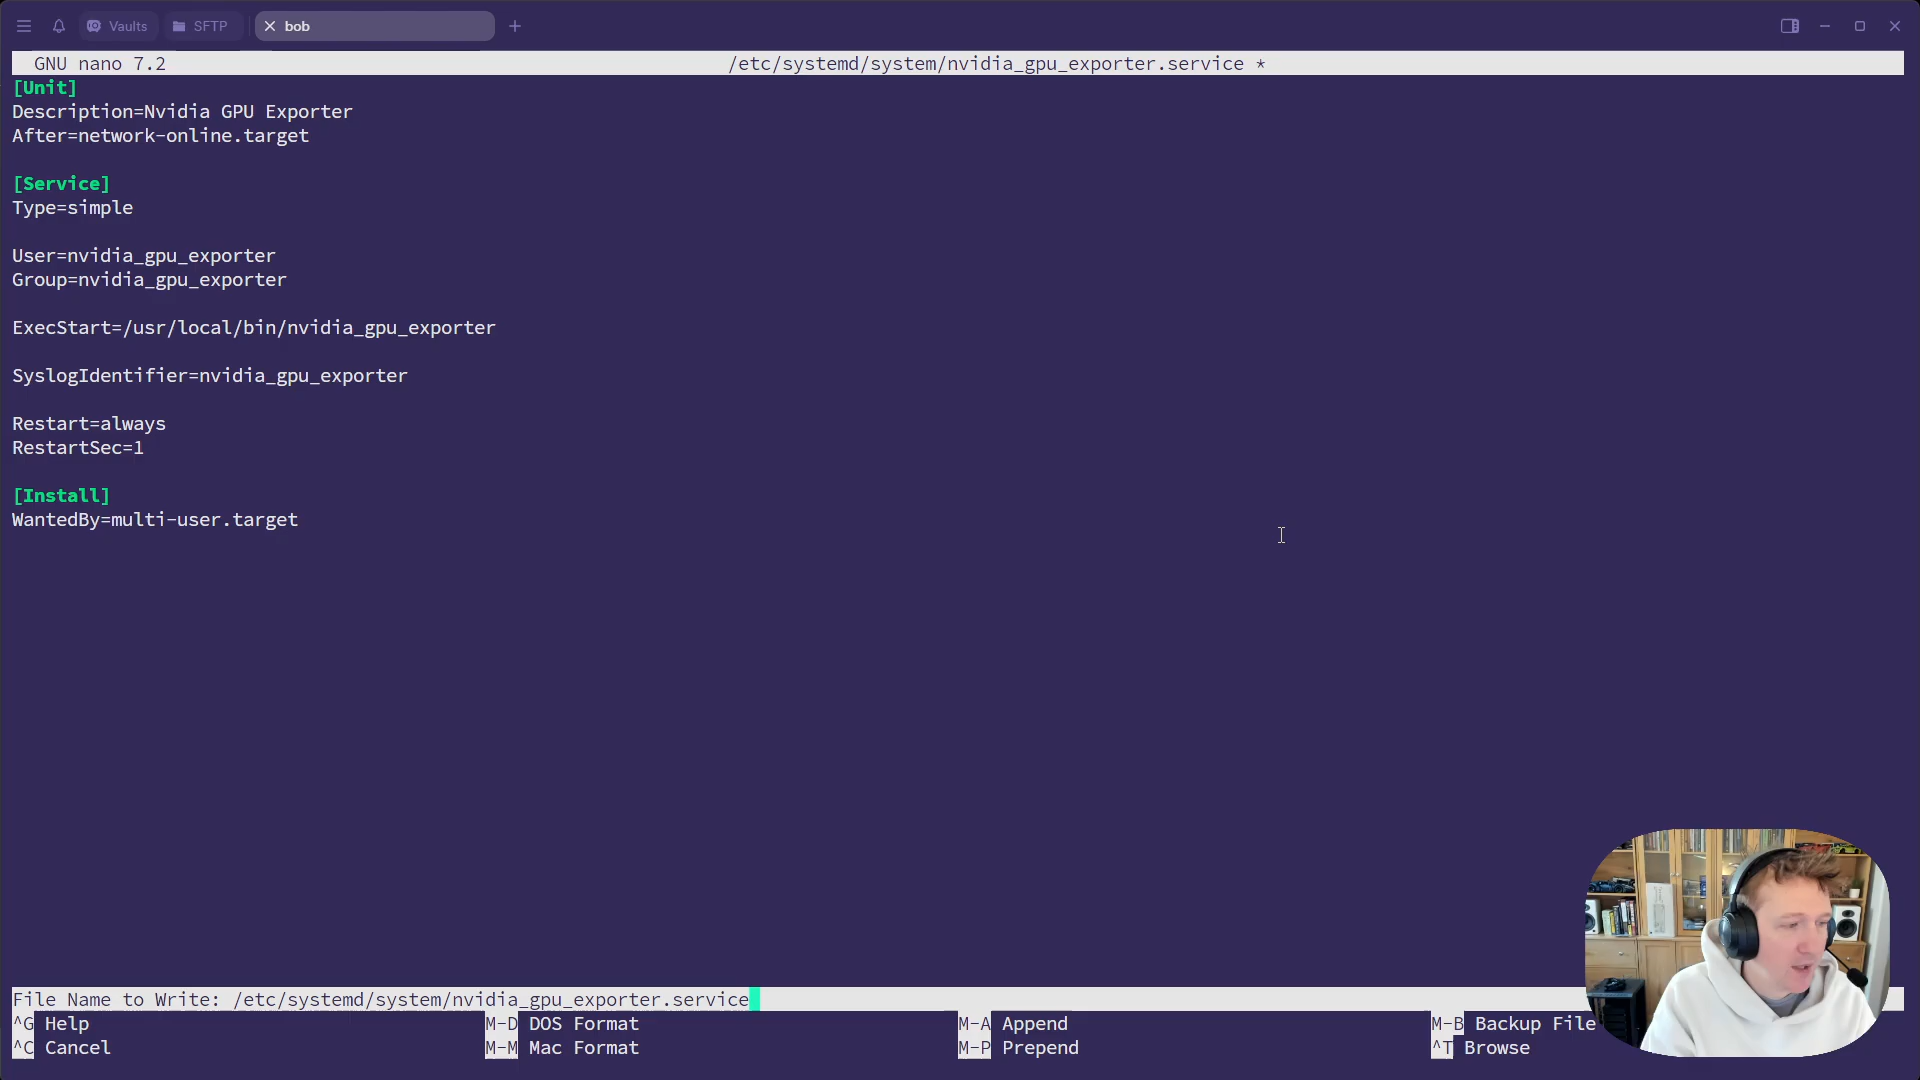 Vaults SFTP bob
GNU nano 7.2 /etc/systemd/system/nvidia_gpu_exporter.service *
[Unit]
Description=Nvidia GPU Exporter
After=network-online.target
[Service]
Type=simple
User=nvidia_gpu_exporter
Group=nvidia_gpu_exporter
ExecStart=/usr/local/bin/nvidia_gpu_exporter
SyslogIdentifier=nvidia_gpu_exporter
Restart=always
RestartSec=1
[Install]
WantedBy=multi-user.target
File Name to Write: /etc/systemd/system/nvidia_gpu_exporter.service
^G Help M-D DOS Format M-A Append M-B Backup File
^C Cancel M-M Mac Format M-P Prepend ^T Browse